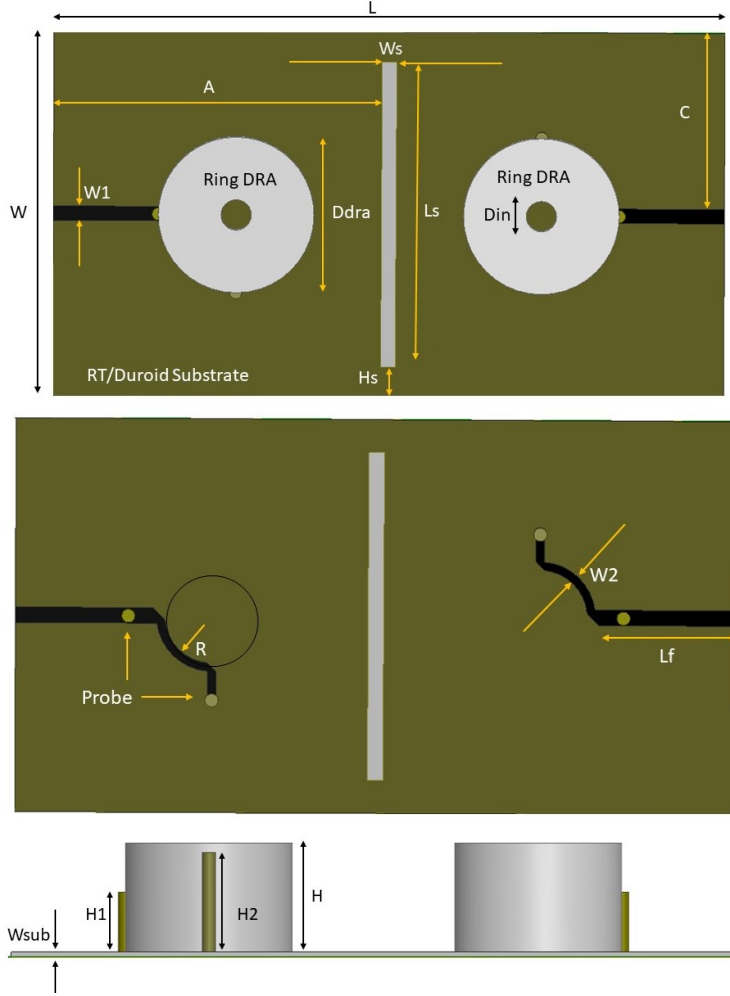 L
Ws
A
C
W1
Ring DRA
Ring DRA
W
Ddra
Ls
Din
RT/Duroid Substrate
Hs
W2
R
Lf
Probe
H1
H2
H
Wsub